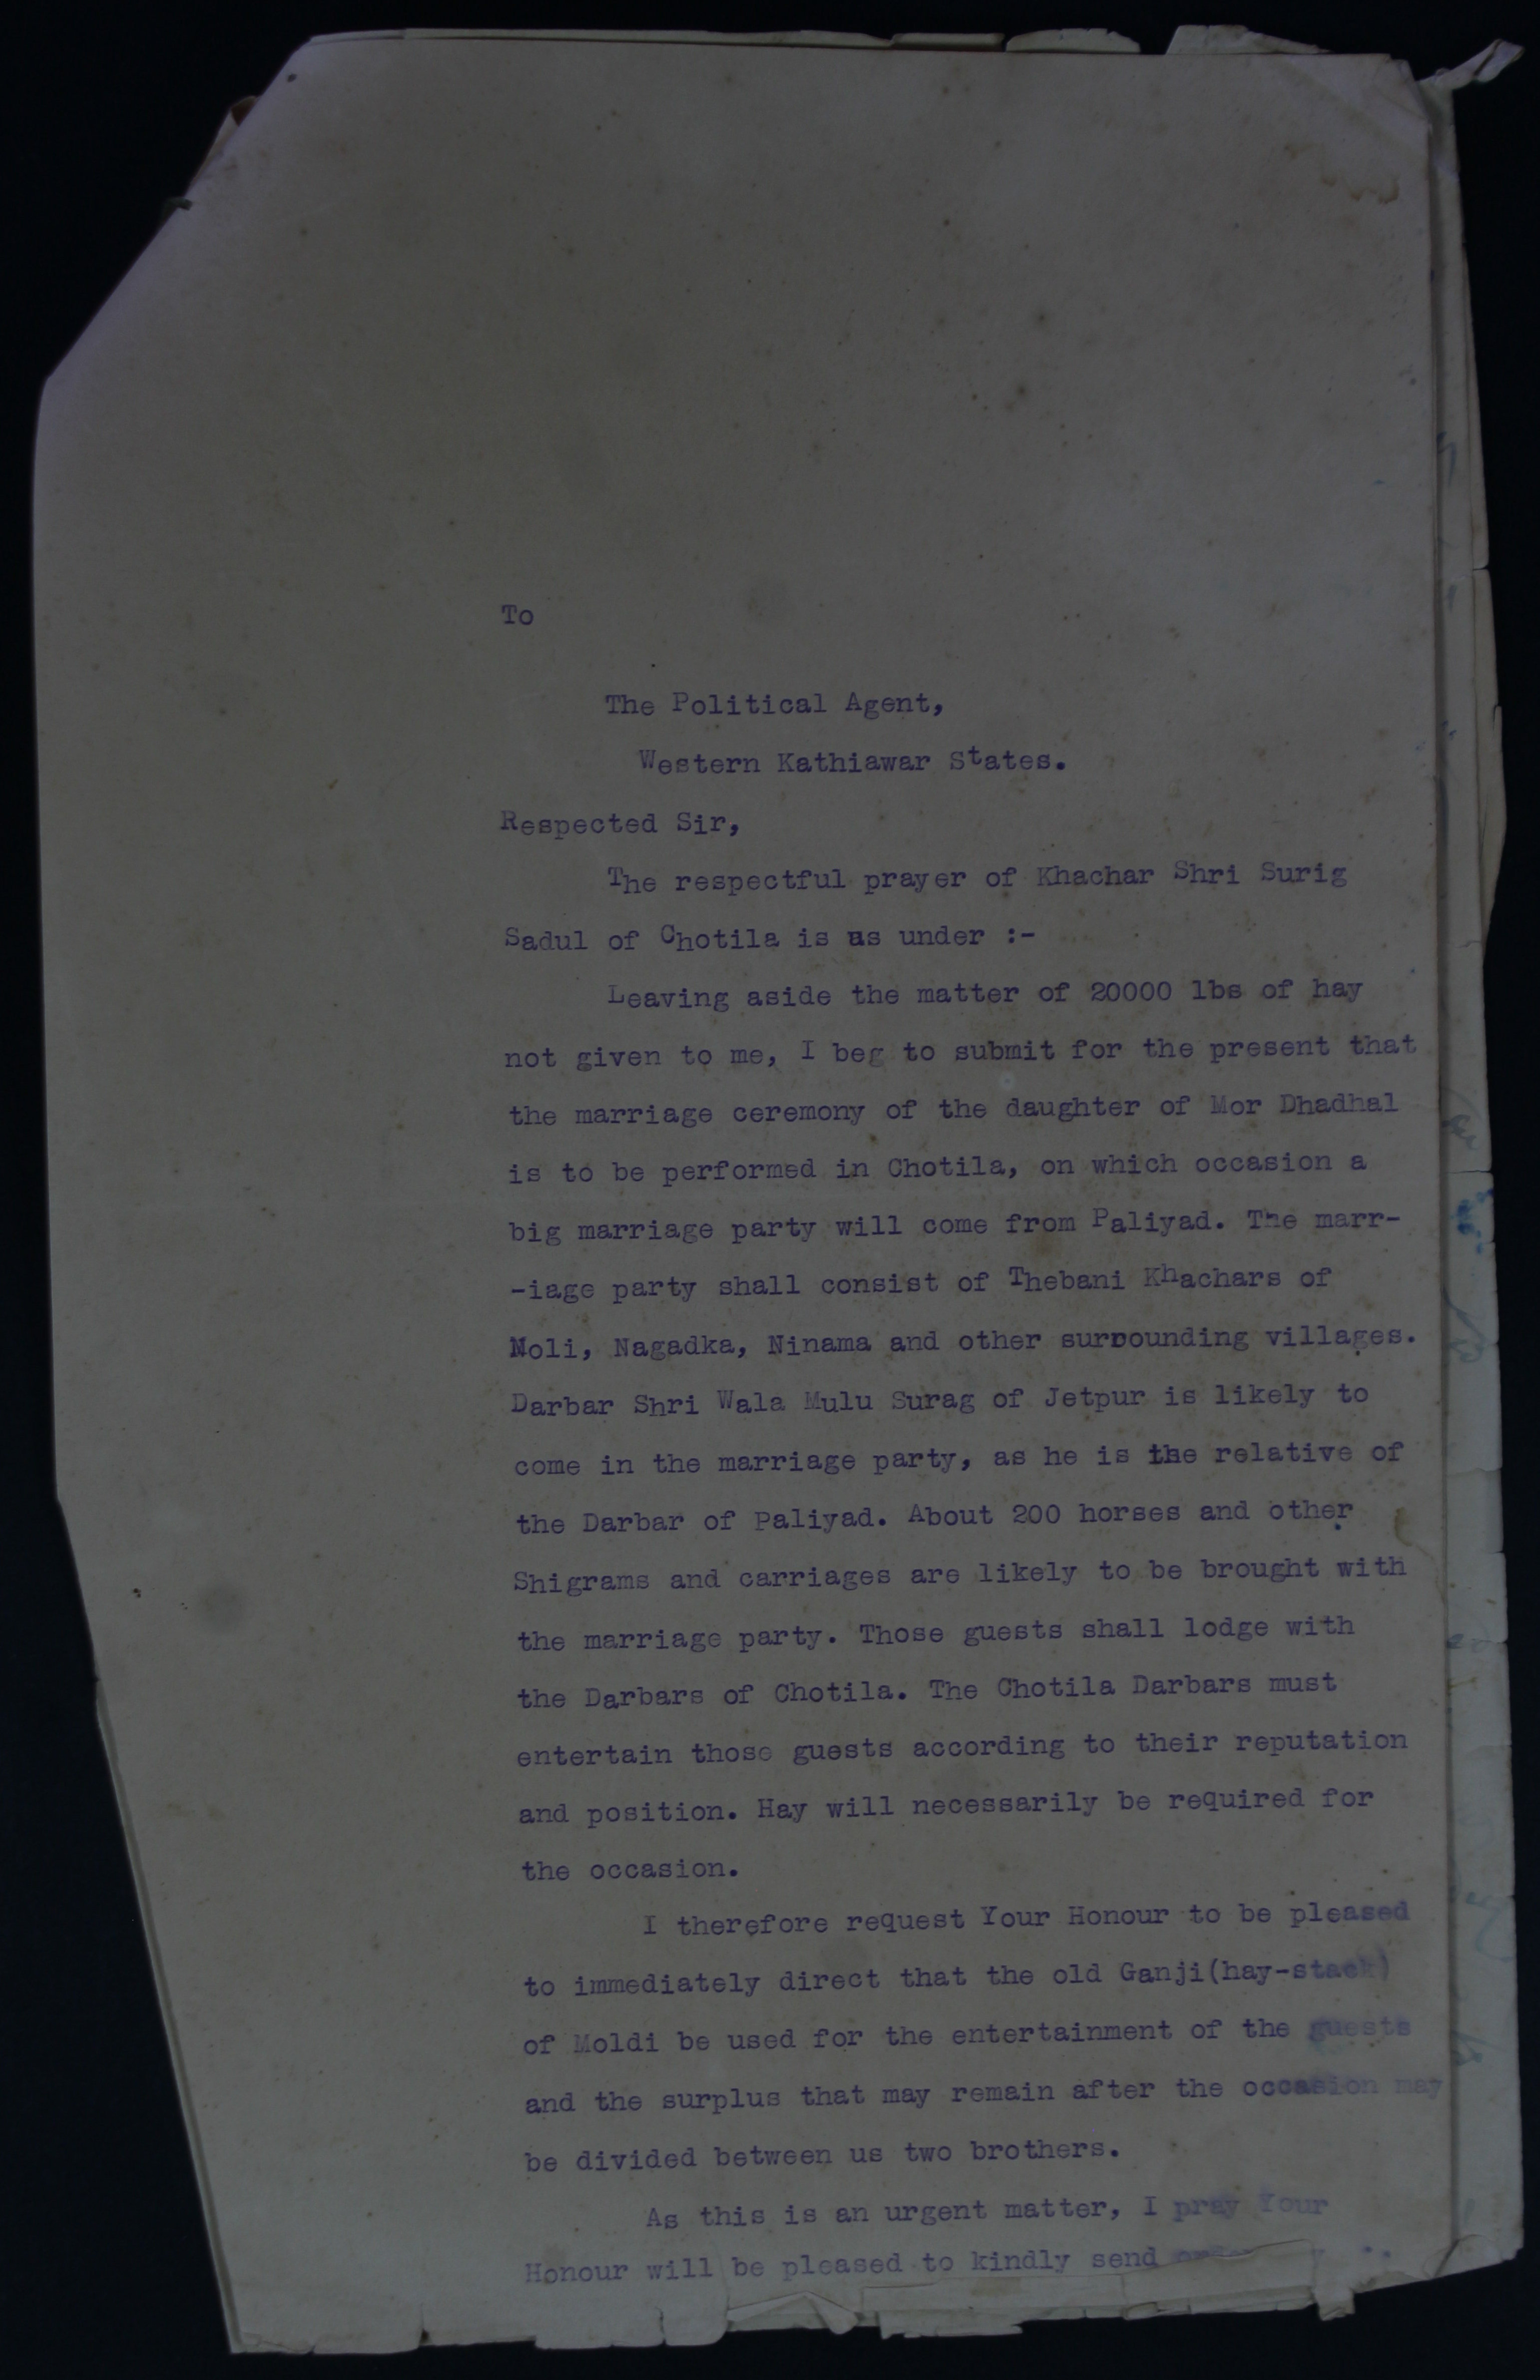 To
The Political Agent,
Western Kathiawar States.
Respected Sir,
The respectful prayer of Khachar Shri Surig
Sadul of Chotila is as under :-
Leaving aside the matter of 20000 lbs of hay
not given to me, I beg to submit for the present that
the marriage ceremony of the daughter of Mor Dhadhal
is to be performed in Chotila, on which occasion a
big marriage party will come from Paliyad. The marr-
-iage party shall consist of Thebani Khachars of
Moli, Nagadka, Ninama and other surrounding villages.
Darbar Shri Wala Mulu Surag of Jetpur is likely to
come in the marriage party, as he is the relative of
the Darbar of Paliyad. About 200 horses and other
Shigrams and carriages are likely to be brought with
the marriage party. Those guests shall lodge with
the Darbars of Chotila. The Chotila Darbars must
entertain those guests according to their reputation
and position. Hay will necessarily be required for
the occasion.
I therefore request Your Honour to be pleased
to immediately direct that the old Ganji(hay-stack)
of Moldi be used for the entertainment of the guests
and the surplus that may remain after the occasion may
be divided between us two brothers.
As this is an urgent matter, I pray Your
Honour will be pleased to kindly send